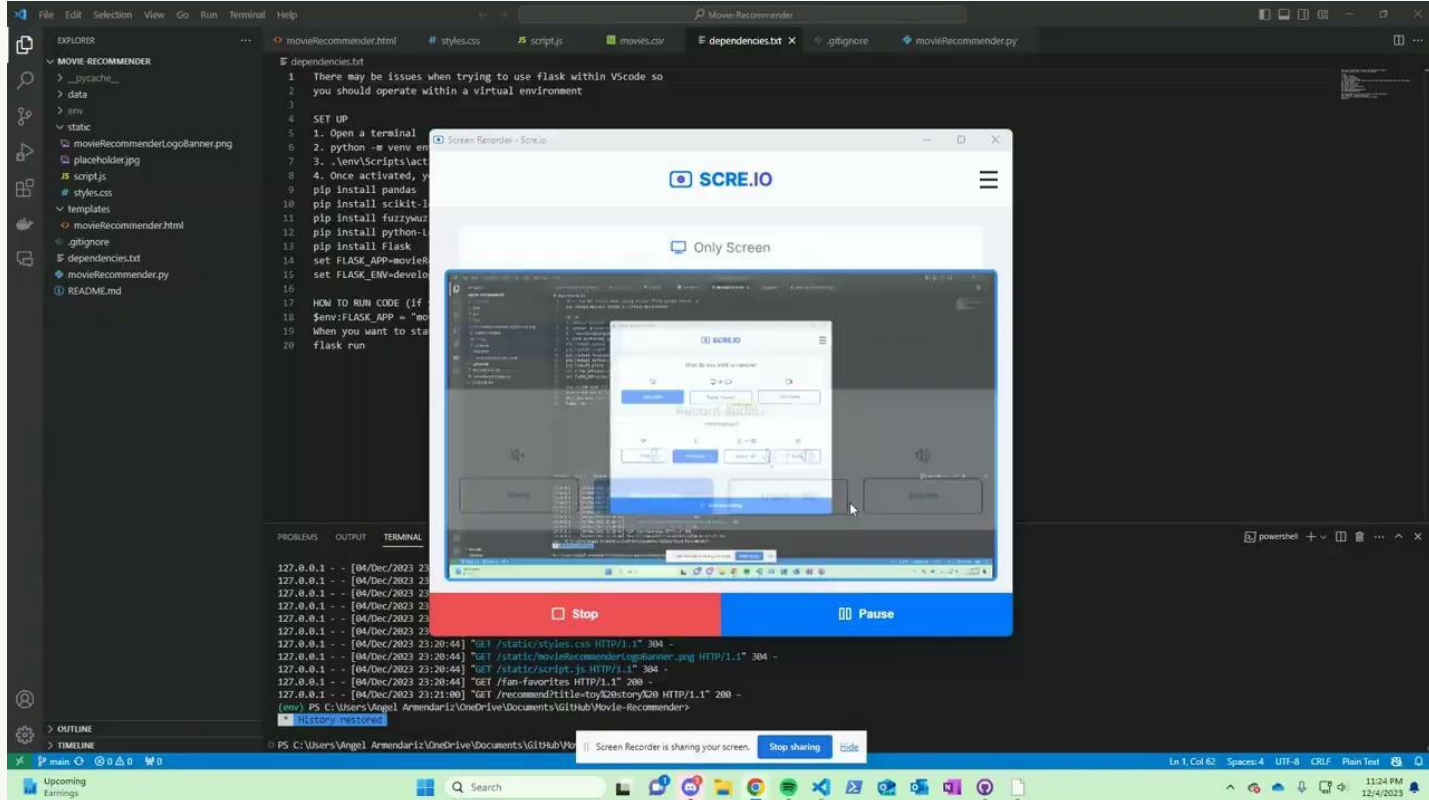 File Edit Selection View Go Run Terminal Help
Movie-Recommender
EXPLORER
MOVIE-RECOMMENDER
__pycache__
data
env
static
movieRecommenderLogoBanner.png
placeholder.jpg
JS script.js
# styles.css
templates
<> movieRecommender.html
.gitignore
dependencies.txt
movieRecommender.py
README.md
OUTLINE
TIMELINE
<> movieRecommender.html # styles.css JS script.js movies.csv dependencies.txt .gitignore movieRecommender.py
dependencies.txt
1 There may be issues when trying to use flask within VScode so
2 you should operate within a virtual environment
3
4 SET UP
5 1. Open a terminal
6 2. python -m venv en
7 3. .\env\Scripts\act
8 4. Once activated, y
9 pip install pandas
10 pip install scikit-l
11 pip install fuzzywuz
12 pip install python-L
13 pip install Flask
14 set FLASK_APP=movieR
15 set FLASK_ENV=develo
16
17 HOW TO RUN CODE (if
18 $env:FLASK_APP = "mo
19 When you want to sta
20 flask run
Screen Recorder - Scre.io
SCRE.IO
Only Screen
SCRE.IO
What do you want to record?
Stop
Pause
PROBLEMS OUTPUT TERMINAL
powershell
127.0.0.1 - - [04/Dec/2023 23
127.0.0.1 - - [04/Dec/2023 23
127.0.0.1 - - [04/Dec/2023 23
127.0.0.1 - - [04/Dec/2023 23
127.0.0.1 - - [04/Dec/2023 23
127.0.0.1 - - [04/Dec/2023 23
127.0.0.1 - - [04/Dec/2023 23:20:44] "GET /static/styles.css HTTP/1.1" 304 -
127.0.0.1 - - [04/Dec/2023 23:20:44] "GET /static/movieRecommenderLogoBanner.png HTTP/1.1" 304 -
127.0.0.1 - - [04/Dec/2023 23:20:44] "GET /static/script.js HTTP/1.1" 304 -
127.0.0.1 - - [04/Dec/2023 23:20:44] "GET /fan-favorites HTTP/1.1" 200 -
127.0.0.1 - - [04/Dec/2023 23:21:00] "GET /recommend?title=toy%20story%20 HTTP/1.1" 200 -
(env) PS C:\Users\Angel Armendariz\OneDrive\Documents\GitHub\Movie-Recommender>
* History restored
PS C:\Users\Angel Armendariz\OneDrive\Documents\GitHub\Mo
Screen Recorder is sharing your screen. Stop sharing Hide
main 0 0 0 Ln 1, Col 62 Spaces: 4 UTF-8 CRLF Plain Text
Upcoming
Earnings
Search
11:24 PM
12/4/2023